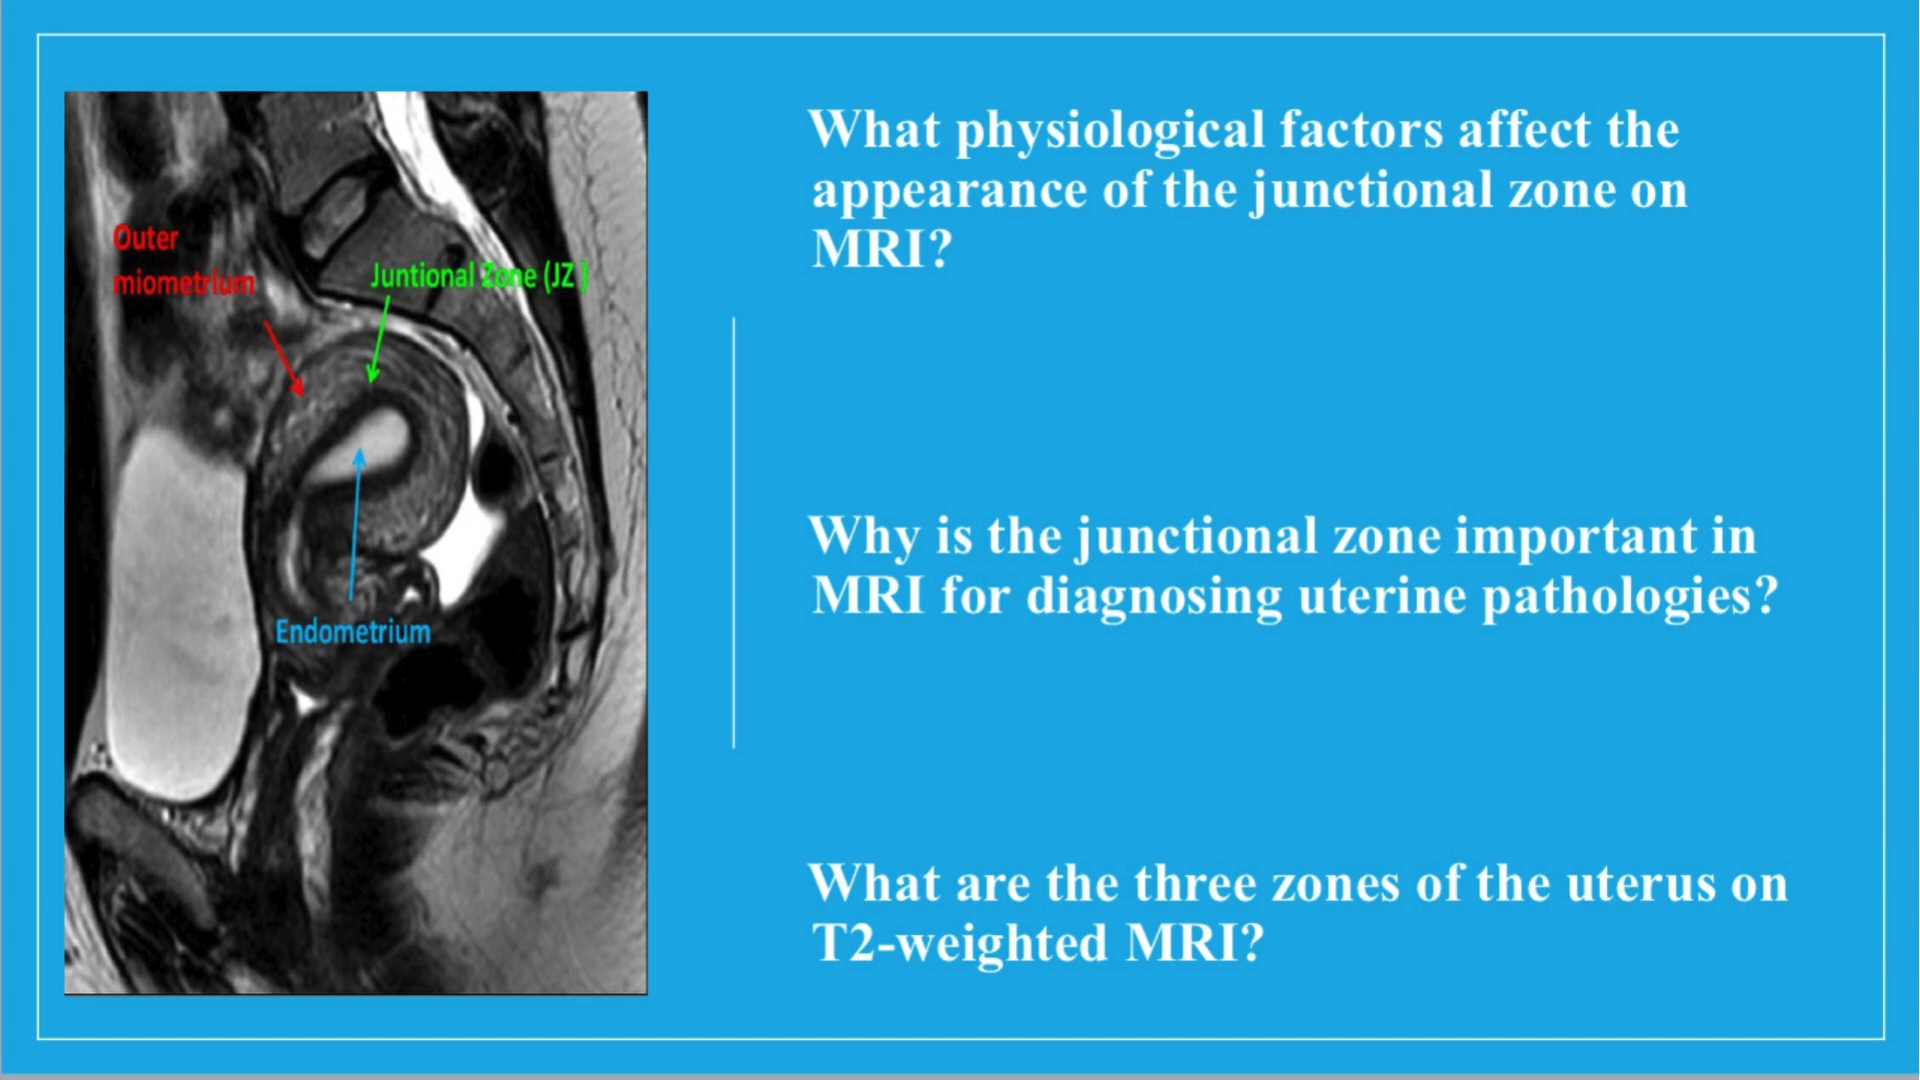 Outer
miometrium
Juntional Zone (JZ )
Endometrium
What physiological factors affect the
appearance of the junctional zone on
MRI?
Why is the junctional zone important in
MRI for diagnosing uterine pathologies?
What are the three zones of the uterus on
T2-weighted MRI?